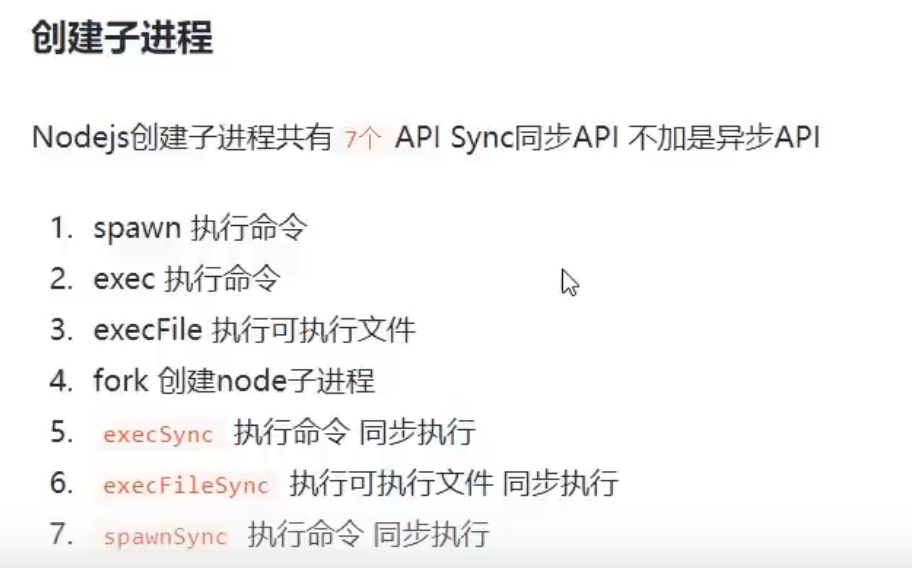 创建子进程
Nodejs创建子进程共有 7个 API Sync同步API 不加是异步API
1. spawn 执行命令
2. exec 执行命令
3. execFile 执行可执行文件
4. fork 创建node子进程
5. execSync 执行命令 同步执行
6. execFileSync 执行可执行文件 同步执行
7. spawnSync 执行命令 同步执行